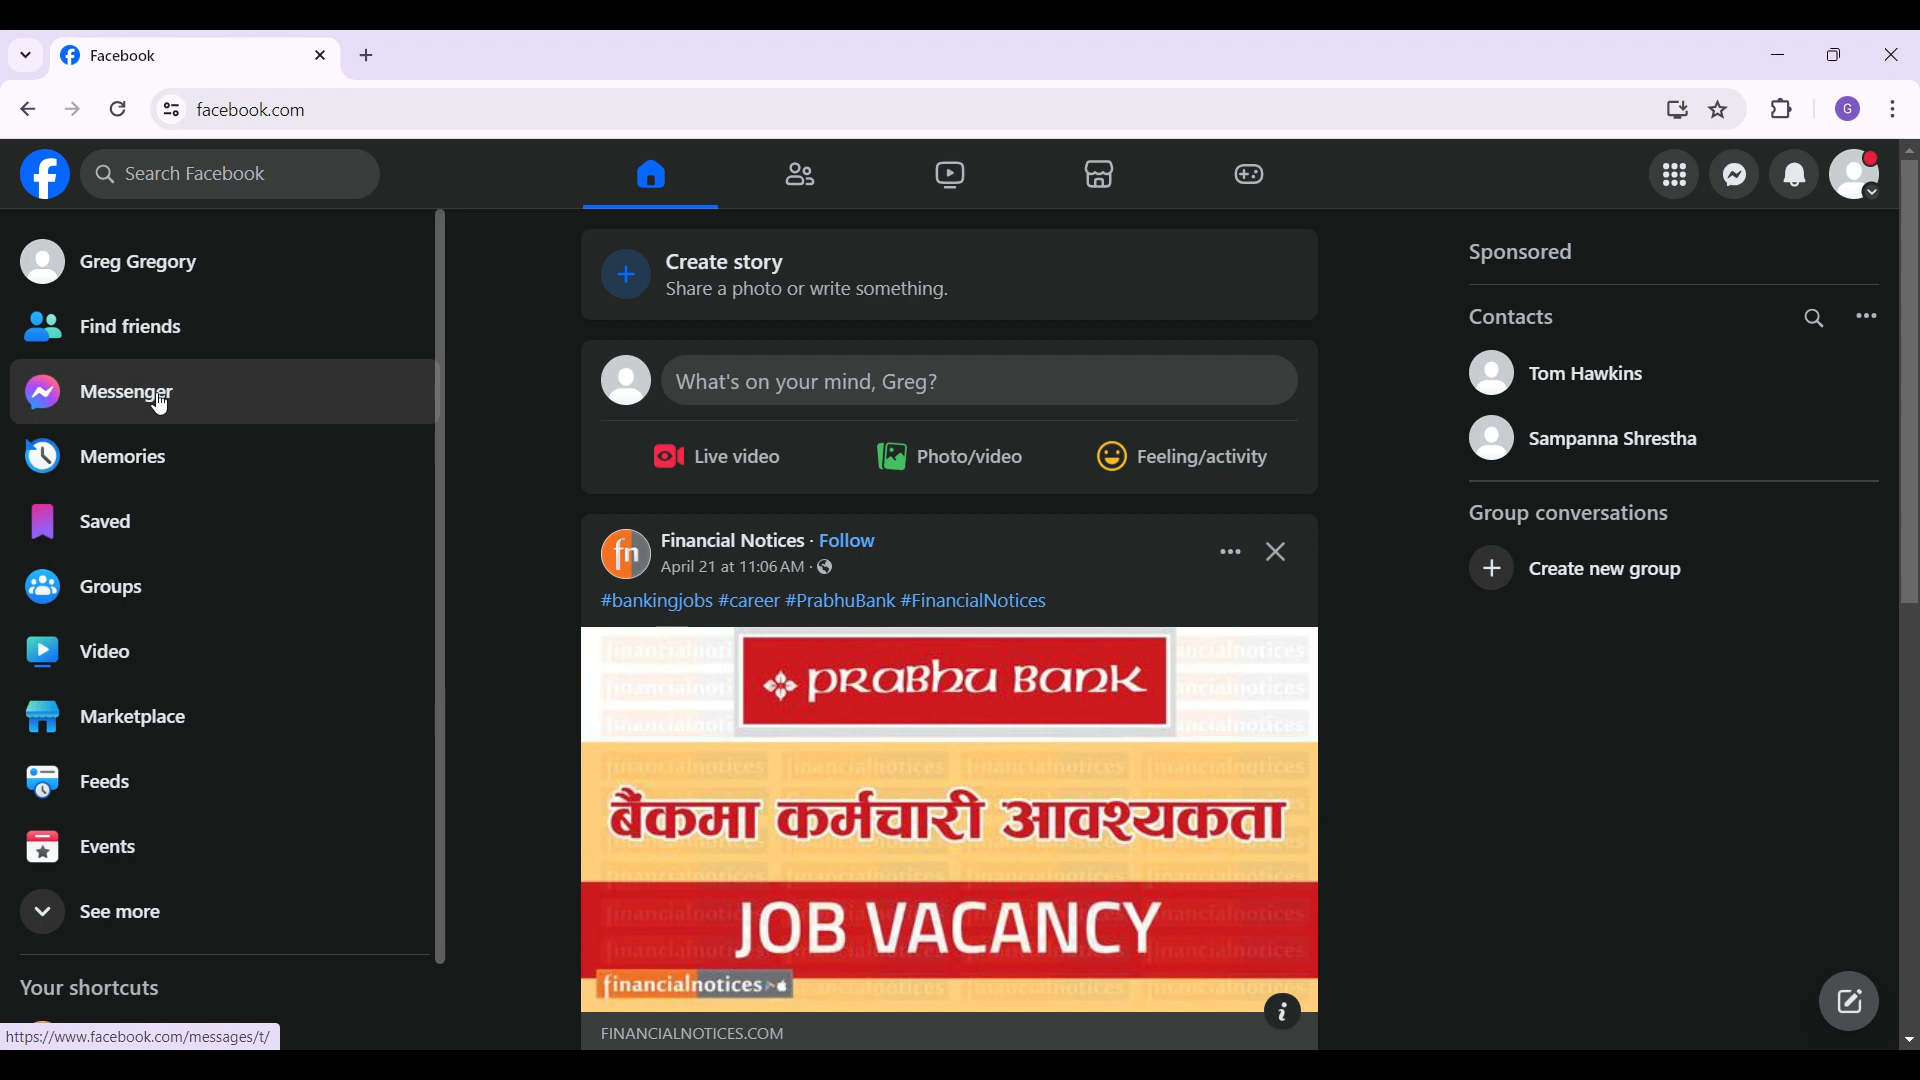 Facebook
facebook.com
G
Search Facebook
Greg Gregory
Find friends
Messenger
Memories
Saved
Groups
Video
Marketplace
Feeds
Events
See more
Your shortcuts
https://www.facebook.com/messages/t/
Create story
Share a photo or write something.
What's on your mind, Greg?
Live video
Photo/video
Feeling/activity
fn
Financial Notices · Follow
April 21 at 11:06 AM ·
#bankingjobs #career #PrabhuBank #FinancialNotices
PRABHU BANK
बैंकमा कर्मचारी आवश्यकता
JOB VACANCY
financialnotices
FINANCIALNOTICES.COM
Sponsored
Contacts
Tom Hawkins
Sampanna Shrestha
Group conversations
Create new group